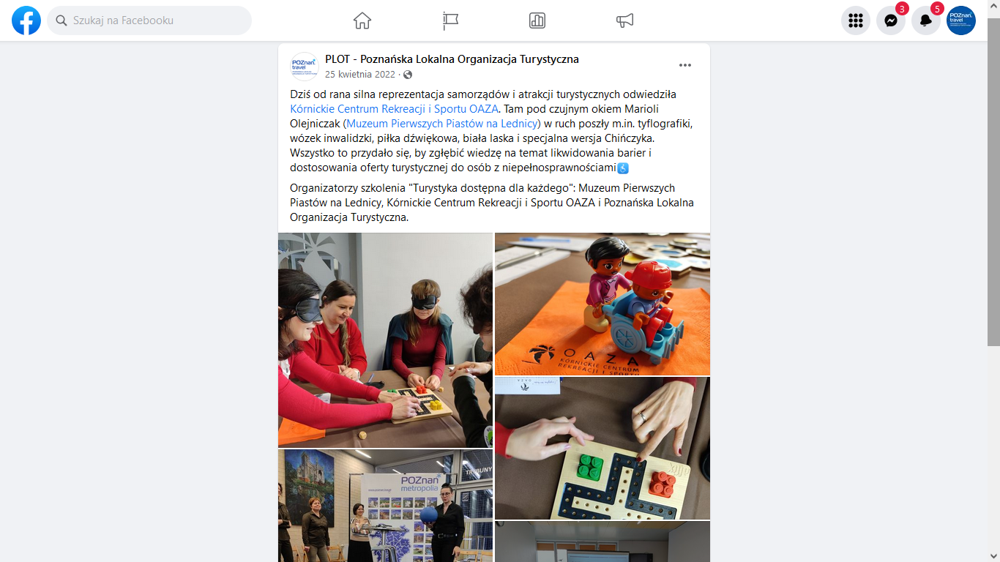 Szukaj na Facebooku
3
5
POZnan*
travel
POZnan*
travel
PLOT - Poznańska Lokalna Organizacja Turystyczna
25 kwietnia 2022 ·
Dziś od rana silna reprezentacja samorządów i atrakcji turystycznych odwiedziła
Kórnickie Centrum Rekreacji i Sportu OAZA. Tam pod czujnym okiem Marioli
Olejniczak (Muzeum Pierwszych Piastów na Lednicy) w ruch poszły m.in. tyflografiki,
wózek inwalidzki, piłka dźwiękowa, biała laska i specjalna wersja Chińczyka.
Wszystko to przydało się, by zgłębić wiedzę na temat likwidowania barier i
dostosowania oferty turystycznej do osób z niepełnosprawnościami
Organizatorzy szkolenia "Turystyka dostępna dla każdego": Muzeum Pierwszych
Piastów na Lednicy, Kórnickie Centrum Rekreacji i Sportu OAZA i Poznańska Lokalna
Organizacja Turystyczna.
OAZA
KÓRNICKIE CENTRUM
REKREACJI I SPORTU
OAZA
TRYBUNY
POZnan*
metropolia